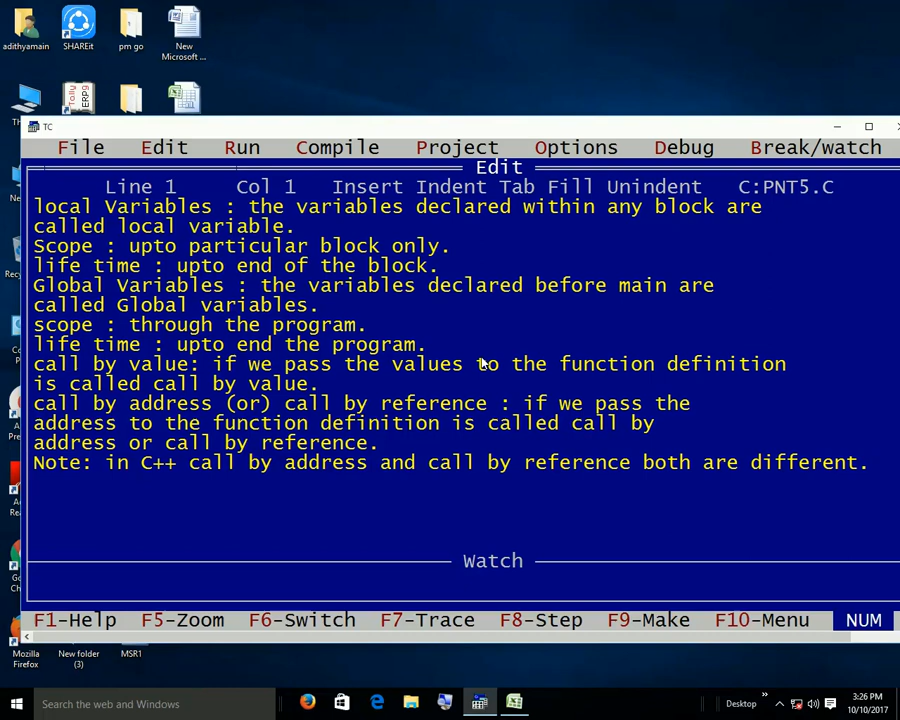 adithyamain
SHAREit
pm go
New
Microsoft ...
Tally
ERP9
TC
File Edit Run Compile Project Options Debug Break/watch
Edit
Line 1 Col 1 Insert Indent Tab Fill Unindent C:PNT5.C
local Variables : the variables declared within any block are
called local variable.
Scope : upto particular block only.
life time : upto end of the block.
Global Variables : the variables declared before main are
called Global variables.
scope : through the program.
life time : upto end the program.
call by value: if we pass the values to the function definition
is called call by value.
call by address (or) call by reference : if we pass the
address to the function definition is called call by
address or call by reference.
Note: in C++ call by address and call by reference both are different.
Watch
F1-Help F5-Zoom F6-Switch F7-Trace F8-Step F9-Make F10-Menu NUM
Mozilla
Firefox
New folder
(3)
MSR1
Search the web and Windows
Desktop
3:26 PM
10/10/2017